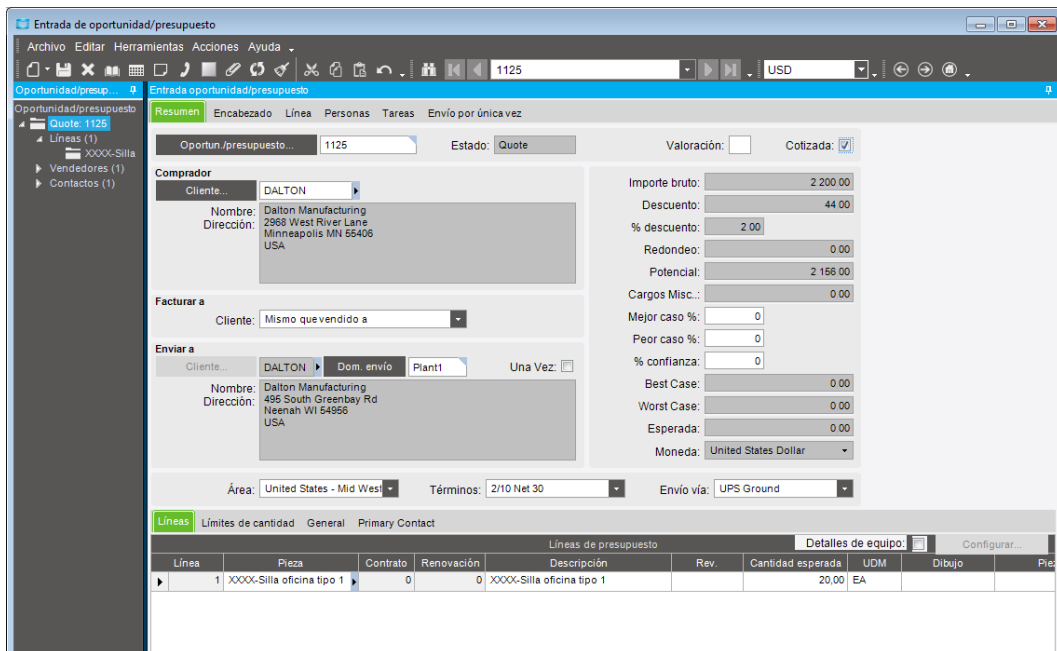 Entrada de oportunidad/presupuesto
Archivo Editar Herramientas Acciones Ayuda
1125 USD
Oportunidad/presup... Entrada oportunidad/presupuesto
Oportunidad/presupuesto
Quote: 1125
Líneas (1)
XXXX-Silla
Vendedores (1)
Contactos (1)
Resumen Encabezado Línea Personas Tareas Envío por única vez
Oportun./presupuesto... 1125 Estado: Quote Valoración: Cotizada:
Comprador
Cliente... DALTON
Nombre: Dalton Manufacturing
Dirección: 2968 West River Lane
Minneapolis MN 55406
USA
Facturar a
Cliente: Mismo que vendido a
Enviar a
Cliente... DALTON Dom. envío Plant1 Una Vez:
Nombre: Dalton Manufacturing
Dirección: 495 South Greenbay Rd
Neenah WI 54956
USA
Importe bruto: 2 200 00
Descuento: 44 00
% descuento: 2 00
Redondeo: 0 00
Potencial: 2 156 00
Cargos Misc..: 0 00
Mejor caso %: 0
Peor caso %: 0
% confianza: 0
Best Case: 0 00
Worst Case: 0 00
Esperada: 0 00
Moneda: United States Dollar
Área: United States - Mid West Términos: 2/10 Net 30 Envío vía: UPS Ground
Líneas Límites de cantidad General Primary Contact
Líneas de presupuesto Detalles de equipo: Configurar...
Línea Pieza Contrato Renovación Descripción Rev. Cantidad esperada UDM Dibujo Piez
1 XXXX-Silla oficina tipo 1 0 0 XXXX-Silla oficina tipo 1 20,00 EA